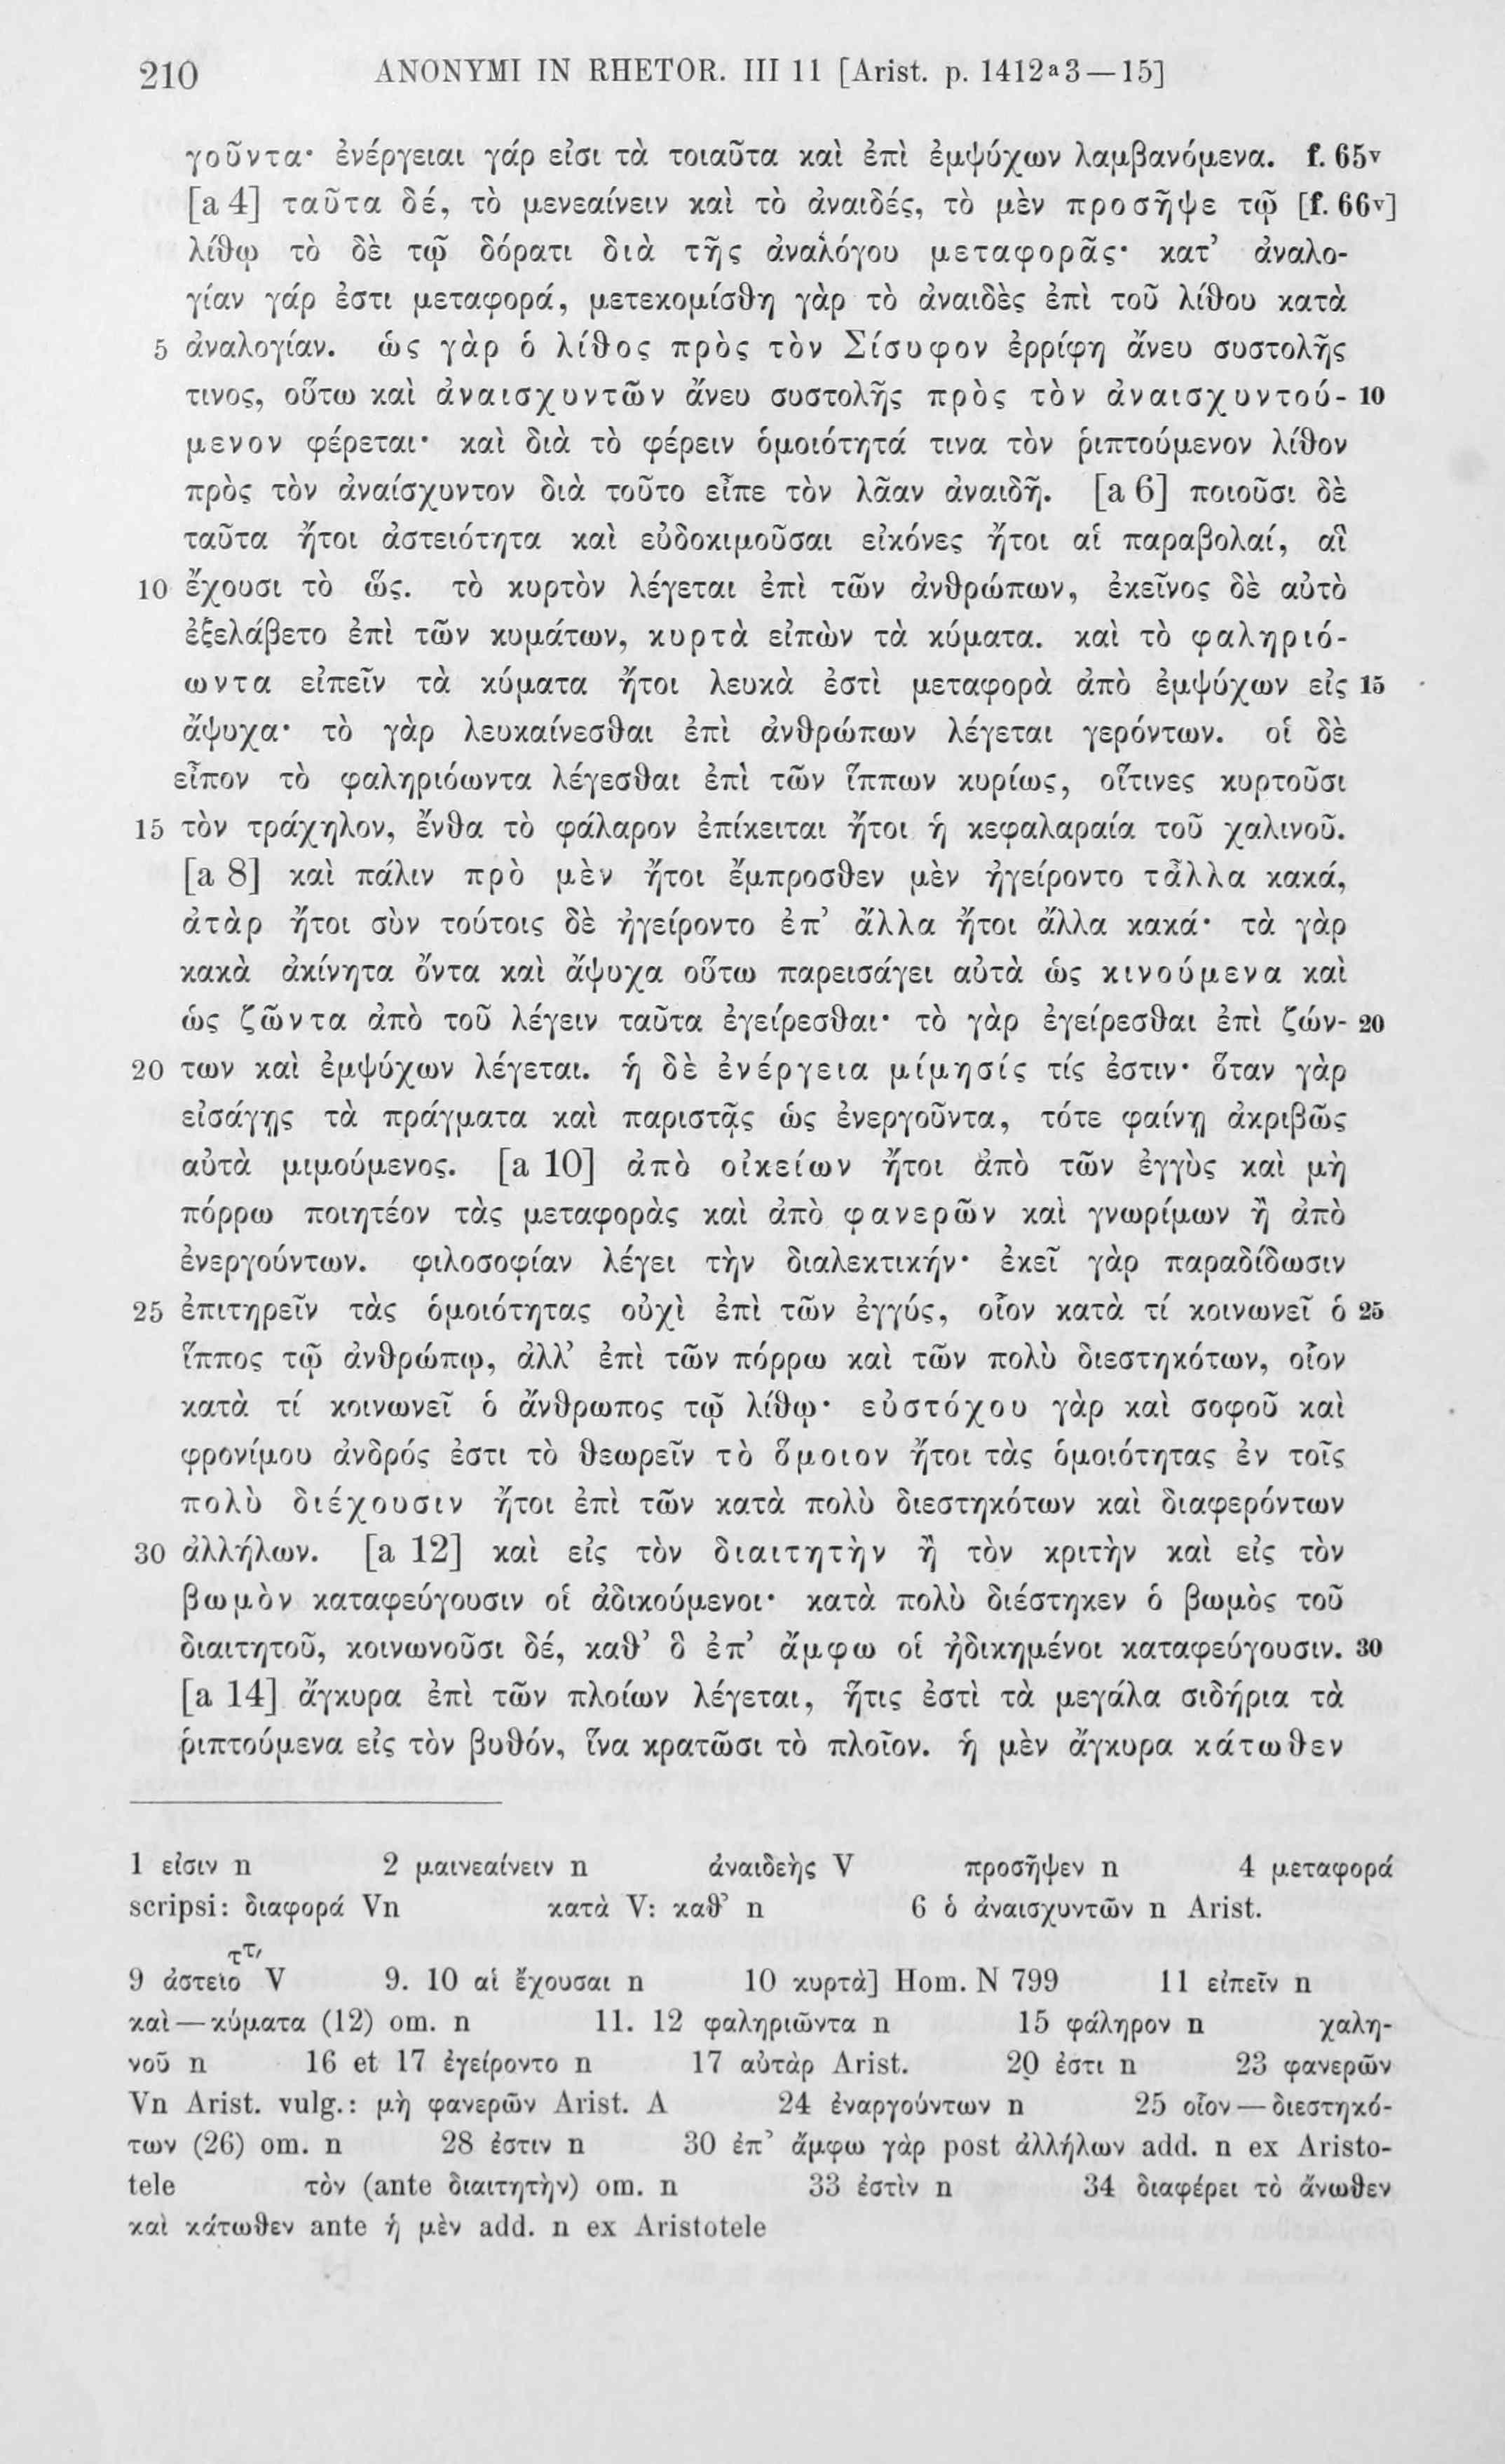 210 ANONYMI IN RHETOR. III 11 [Arist. p. 1412ª3—15]
γοῦντα· ἐνέργειαι γάρ εἰσι τὰ τοιαῦτα καὶ ἐπὶ ἐμψύχων λαμβανόμενα. f. 65ᵛ
[a 4] ταῦτα δέ, τὸ μενεαίνειν καὶ τὸ ἀναιδές, τὸ μὲν προσῆψε τῷ [f. 66ᵛ]
λίθῳ τὸ δὲ τῷ δόρατι διὰ τῆς ἀναλόγου μεταφορᾶς· κατ’ ἀναλο-
γίαν γάρ ἐστι μεταφορά, μετεκομίσθη γὰρ τὸ ἀναιδὲς ἐπὶ τοῦ λίθου κατὰ
5 ἀναλογίαν. ὡς γὰρ ὁ λίθος πρὸς τὸν Σίσυφον ἐρρίφη ἄνευ συστολῆς
τινος, οὕτω καὶ ἀναισχυντῶν ἄνευ συστολῆς πρὸς τὸν ἀναισχυντού- 10
μενον φέρεται· καὶ διὰ τὸ φέρειν ὁμοιότητά τινα τὸν ῥιπτούμενον λίθον
πρὸς τὸν ἀναίσχυντον διὰ τοῦτο εἶπε τὸν λᾶαν ἀναιδῆ. [a 6] ποιοῦσι δὲ
ταῦτα ἤτοι ἀστειότητα καὶ εὐδοκιμοῦσαι εἰκόνες ἤτοι αἱ παραβολαί, αἳ
10 ἔχουσι τὸ ὥς. τὸ κυρτὸν λέγεται ἐπὶ τῶν ἀνθρώπων, ἐκεῖνος δὲ αὐτὸ
ἐξελάβετο ἐπὶ τῶν κυμάτων, κυρτὰ εἰπὼν τὰ κύματα. καὶ τὸ φαληριό-
ωντα εἰπεῖν τὰ κύματα ἤτοι λευκὰ ἐστὶ μεταφορὰ ἀπὸ ἐμψύχων εἰς 15
ἄψυχα· τὸ γὰρ λευκαίνεσθαι ἐπὶ ἀνθρώπων λέγεται γερόντων. οἱ δὲ
εἶπον τὸ φαληριόωντα λέγεσθαι ἐπὶ τῶν ἵππων κυρίως, οἵτινες κυρτοῦσι
15 τὸν τράχηλον, ἔνθα τὸ φάλαρον ἐπίκειται ἤτοι ἡ κεφαλαραία τοῦ χαλινοῦ.
[a 8] καὶ πάλιν πρὸ μὲν ἤτοι ἔμπροσθεν μὲν ἠγείροντο τἆλλα κακά,
ἀτὰρ ἤτοι σὺν τούτοις δὲ ἠγείροντο ἐπ’ ἄλλα ἤτοι ἄλλα κακά· τὰ γὰρ
κακὰ ἀκίνητα ὄντα καὶ ἄψυχα οὕτω παρεισάγει αὐτὰ ὡς κινούμενα καὶ
ὡς ζῶντα ἀπὸ τοῦ λέγειν ταῦτα ἐγείρεσθαι· τὸ γὰρ ἐγείρεσθαι ἐπὶ ζών- 20
20 των καὶ ἐμψύχων λέγεται. ἡ δὲ ἐνέργεια μίμησίς τίς ἐστιν· ὅταν γὰρ
εἰσάγῃς τὰ πράγματα καὶ παριστᾷς ὡς ἐνεργοῦντα, τότε φαίνῃ ἀκριβῶς
αὐτὰ μιμούμενος. [a 10] ἀπὸ οἰκείων ἤτοι ἀπὸ τῶν ἐγγὺς καὶ μὴ
πόρρω ποιητέον τὰς μεταφορὰς καὶ ἀπὸ φανερῶν καὶ γνωρίμων ἢ ἀπὸ
ἐνεργούντων. φιλοσοφίαν λέγει τὴν διαλεκτικήν· ἐκεῖ γὰρ παραδίδωσιν
25 ἐπιτηρεῖν τὰς ὁμοιότητας οὐχὶ ἐπὶ τῶν ἐγγύς, οἷον κατὰ τί κοινωνεῖ ὁ 25
ἵππος τῷ ἀνθρώπῳ, ἀλλ’ ἐπὶ τῶν πόρρω καὶ τῶν πολὺ διεστηκότων, οἷον
κατὰ τί κοινωνεῖ ὁ ἄνθρωπος τῷ λίθῳ· εὐστόχου γὰρ καὶ σοφοῦ καὶ
φρονίμου ἀνδρός ἐστι τὸ θεωρεῖν τὸ ὅμοιον ἤτοι τὰς ὁμοιότητας ἐν τοῖς
πολὺ διέχουσιν ἤτοι ἐπὶ τῶν κατὰ πολὺ διεστηκότων καὶ διαφερόντων
30 ἀλλήλων. [a 12] καὶ εἰς τὸν διαιτητὴν ἢ τὸν κριτὴν καὶ εἰς τὸν
βωμὸν καταφεύγουσιν οἱ ἀδικούμενοι· κατὰ πολὺ διέστηκεν ὁ βωμὸς τοῦ
διαιτητοῦ, κοινωνοῦσι δέ, καθ’ ὃ ἐπ’ ἄμφω οἱ ἠδικημένοι καταφεύγουσιν. 30
[a 14] ἄγκυρα ἐπὶ τῶν πλοίων λέγεται, ἥτις ἐστὶ τὰ μεγάλα σιδήρια τὰ
ῥιπτούμενα εἰς τὸν βυθόν, ἵνα κρατῶσι τὸ πλοῖον. ἡ μὲν ἄγκυρα κάτωθεν
1 εἰσιν n 2 μαινεαίνειν n ἀναιδεὴς V προσῆψεν n 4 μεταφορά
scripsi: διαφορά Vn κατὰ V: καθ’ n 6 ὁ ἀναισχυντῶν n Arist.
9 ἀστειο V 9. 10 αἱ ἔχουσαι n 10 κυρτὰ] Hom. N 799 11 εἰπεῖν n
καὶ—κύματα (12) om. n 11. 12 φαληριῶντα n 15 φάληρον n χαλη-
νοῦ n 16 et 17 ἐγείροντο n 17 αὐτὰρ Arist. 20 ἐστι n 23 φανερῶν
Vn Arist. vulg.: μὴ φανερῶν Arist. A 24 ἐναργούντων n 25 οἷον—διεστηκό-
των (26) om. n 28 ἐστιν n 30 ἐπ’ ἄμφω γὰρ post ἀλλήλων add. n ex Aristo-
tele τὸν (ante διαιτητὴν) om. n 33 ἐστὶν n 34 διαφέρει τὸ ἄνωθεν
καὶ κάτωθεν ante ἡ μὲν add. n ex Aristotele